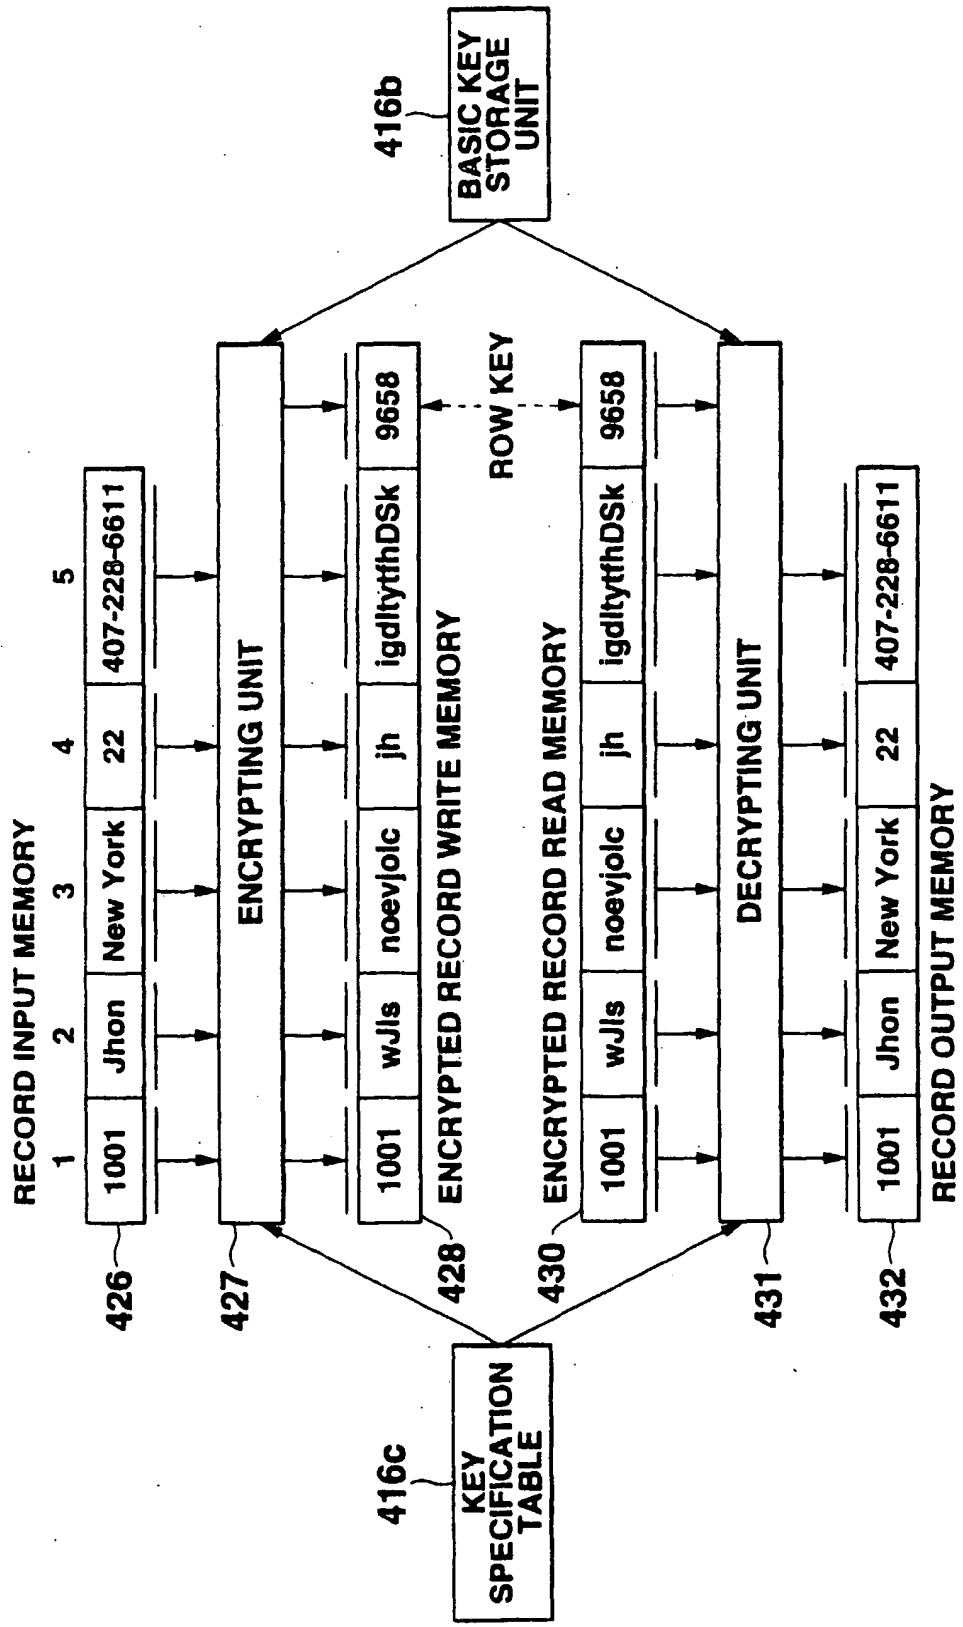 RECORD INPUT MEMORY
1 2 3 4 5
426 1001 Jhon New York 22 407-228-6611
427 ENCRYPTING UNIT
428 1001 wJls noevjolc jh igdltytfhDSk 9658
ENCRYPTED RECORD WRITE MEMORY
416c
KEY
SPECIFICATION
TABLE
ROW KEY
416b
BASIC KEY
STORAGE
UNIT
ENCRYPTED RECORD READ MEMORY
430 1001 wJls noevjolc jh igdltytfhDSk 9658
431 DECRYPTING UNIT
432 1001 Jhon New York 22 407-228-6611
RECORD OUTPUT MEMORY